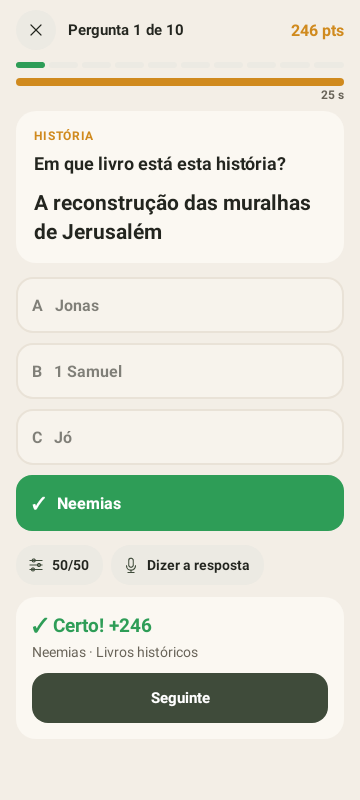 Pergunta 1 de 10
246 pts
25 s
HISTÓRIA
Em que livro está esta história?
A reconstrução das muralhas
de Jerusalém
A Jonas
B 1 Samuel
C Jó
✓ Neemias
50/50
Dizer a resposta
✓ Certo! +246
Neemias · Livros históricos
Seguinte